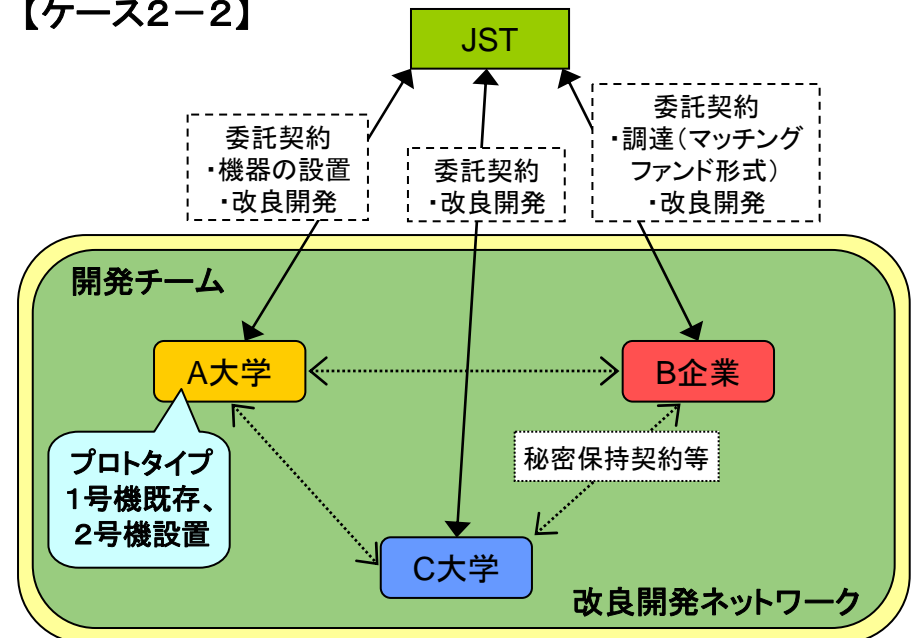 【ケース2－2】
JST
委託契約
・機器の設置
・改良開発
委託契約
・改良開発
委託契約
・調達（マッチング
ファンド形式）
・改良開発
開発チーム
A大学
B企業
プロトタイプ
1号機既存、
2号機設置
秘密保持契約等
C大学
改良開発ネットワーク